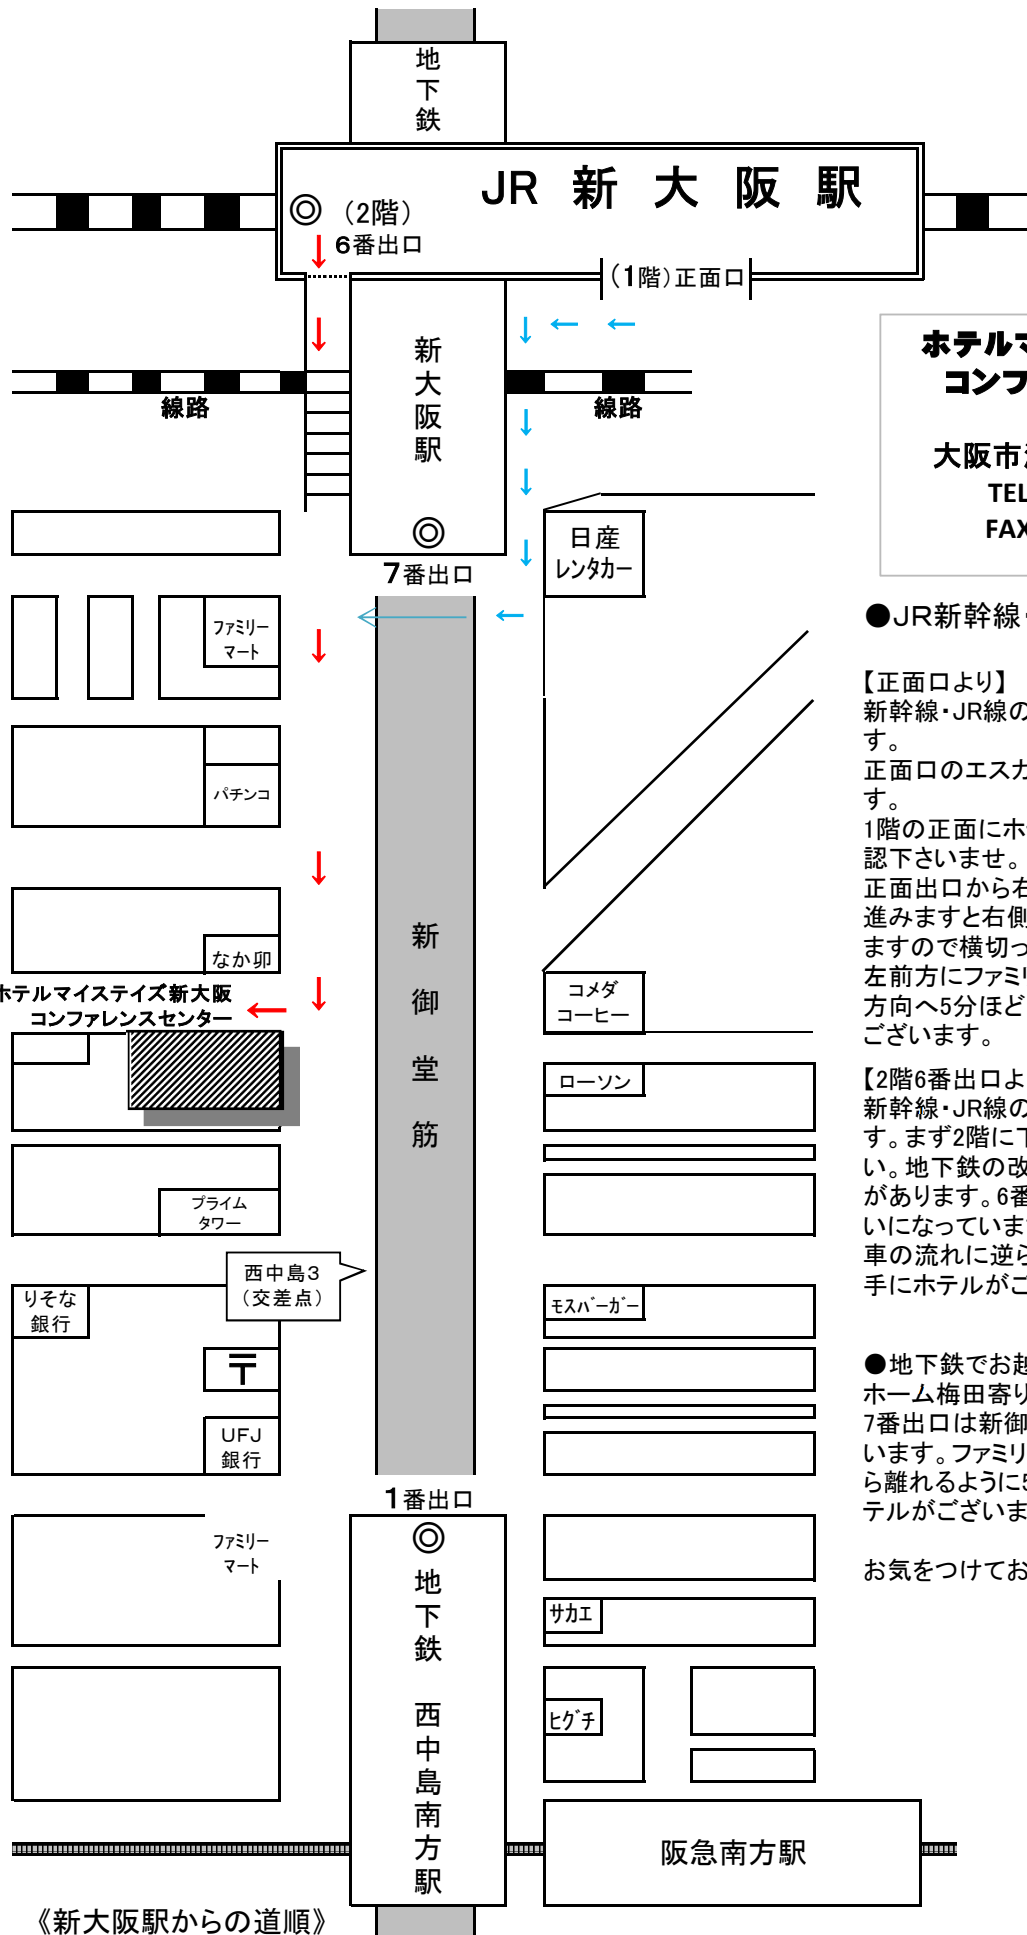 地下鉄
JR 新 大 阪 駅
(2階)
6番出口
(1階)正面口
新大阪駅
線路
線路
7番出口
日産
レンタカー
ファミリー
マート
パチンコ
なか卯
ホテルマイステイズ新大阪
コンファレンスセンター
新御堂筋
コメダ
コーヒー
ローソン
プライム
タワー
西中島3
(交差点)
りそな
銀行
〒
UFJ
銀行
モスバーガー
1番出口
ファミリー
マート
地下鉄 西中島南方駅
サカエ
ヒグチ
阪急南方駅
《新大阪駅からの道順》
ホテルマ
コンフ
大阪市
TEL
FAX
●JR新幹線・
【正面口より】
新幹線・JR線の
す。
正面口のエスカ
す。
1階の正面にホ
認下さいませ。
正面出口から右
進みますと右側
ますので横切っ
左前方にファミリ
方向へ5分ほど
ございます。
【2階6番出口よ
新幹線・JR線の
す。まず2階に下
い。地下鉄の改
があります。6番
いになっていま
車の流れに逆ら
手にホテルがご
●地下鉄でお越
ホーム梅田寄り
7番出口は新御
います。ファミリ
ら離れるように5
テルがございま
お気をつけてお